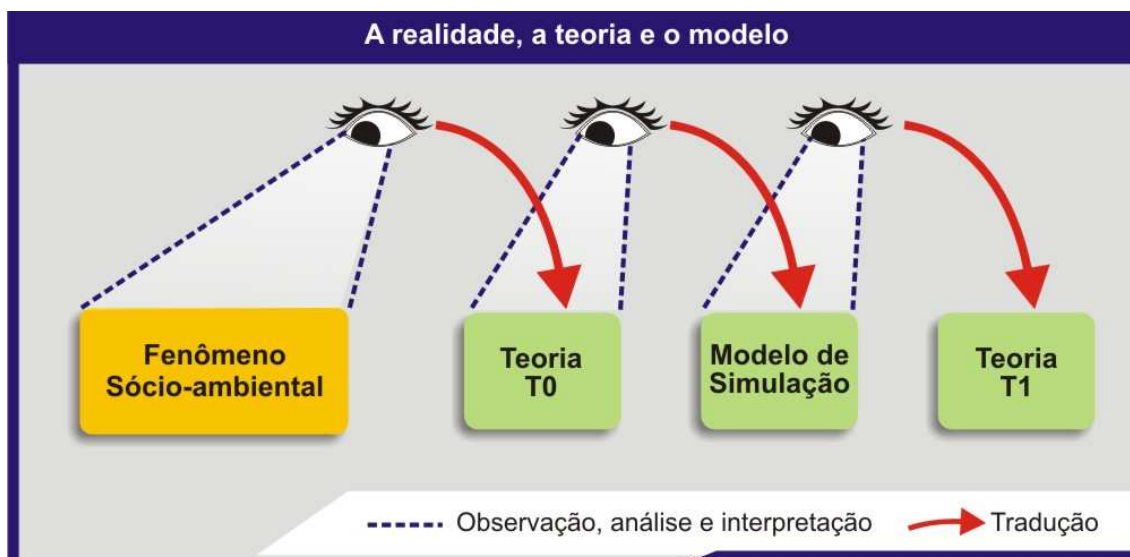 A realidade, a teoria e o modelo
Fenômeno
Sócio-ambiental
Teoria
T0
Modelo de
Simulação
Teoria
T1
Observação, análise e interpretação
Tradução